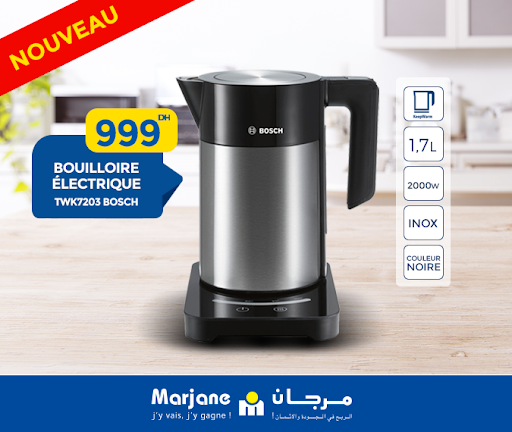 NOUVEAU
999 DH
BOUILLOIRE
ÉLECTRIQUE
TWK7203 BOSCH
BOSCH
KeepWarm
1,7L
2000W
INOX
COULEUR
NOIRE
Marjane
j'y vais, j'y gagne !
مرجان
الربح في الجودة والأثمان!